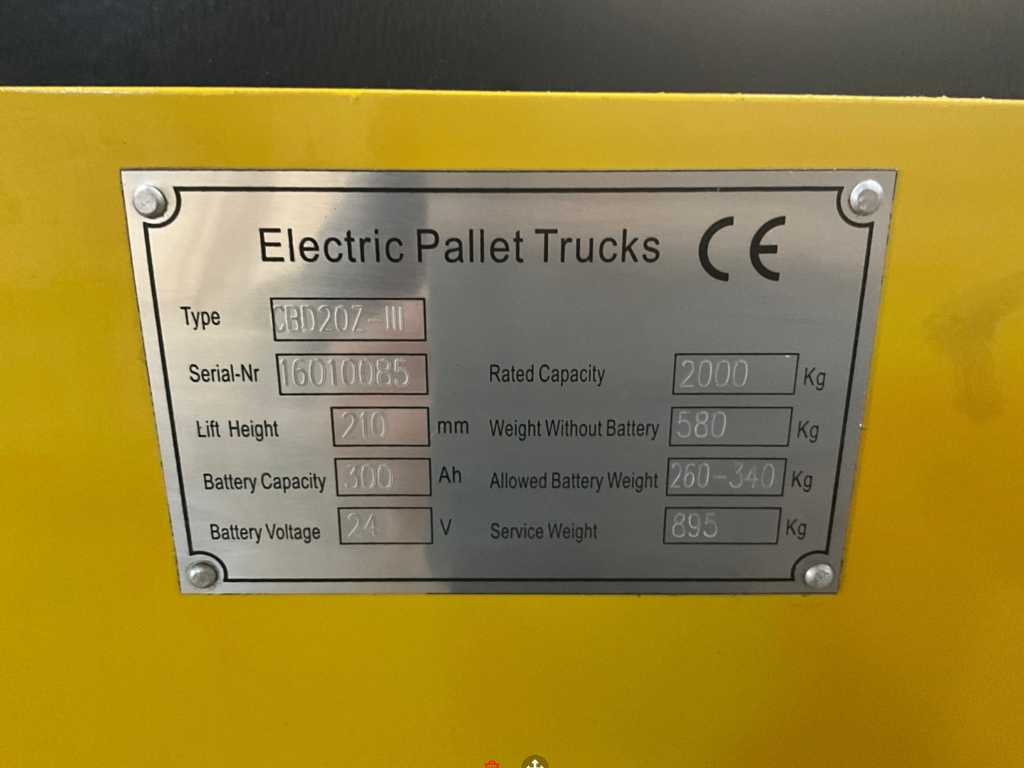 Electric Pallet Trucks CE
Type CBD20Z-III
Serial-Nr 16010085 Rated Capacity 2000 Kg
Lift Height 210 mm Weight Without Battery 580 Kg
Battery Capacity 300 Ah Allowed Battery Weight 260-340 Kg
Battery Voltage 24 V Service Weight 895 Kg